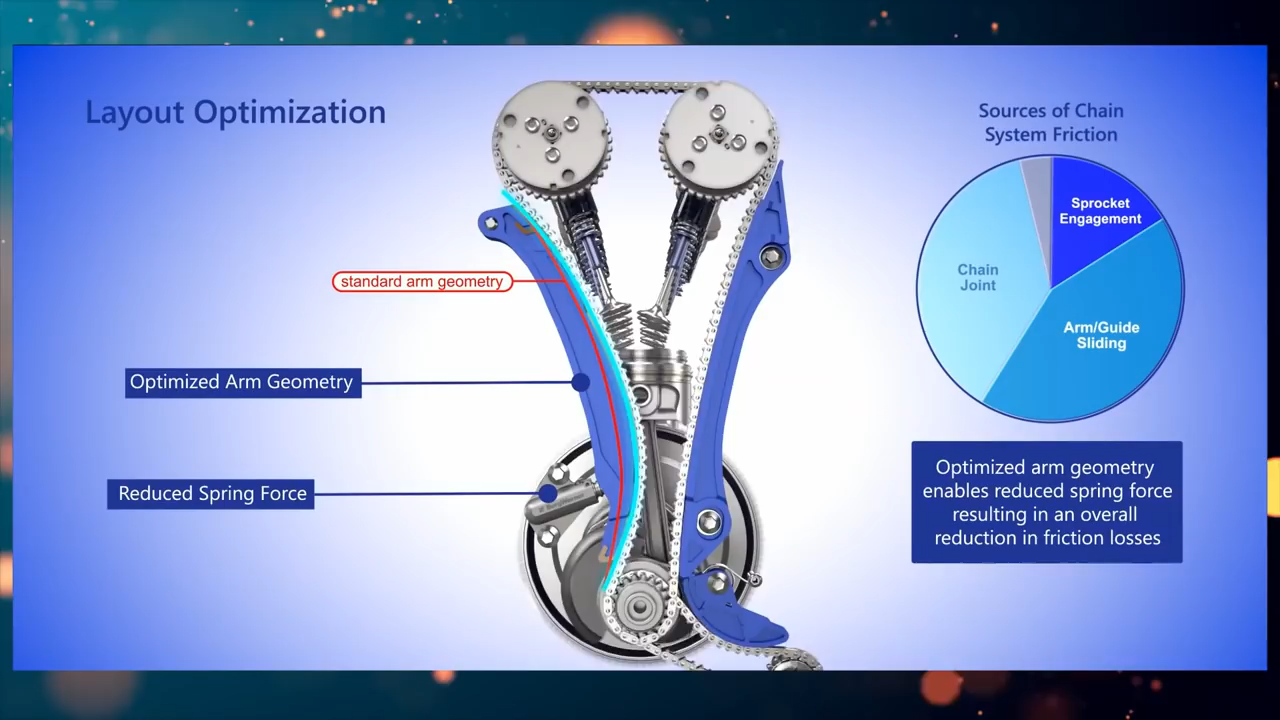 Layout Optimization
Sources of Chain
System Friction
Sprocket
Engagement
Chain
Joint
Arm/Guide
Sliding
standard arm geometry
Optimized Arm Geometry
Reduced Spring Force
Optimized arm geometry
enables reduced spring force
resulting in an overall
reduction in friction losses